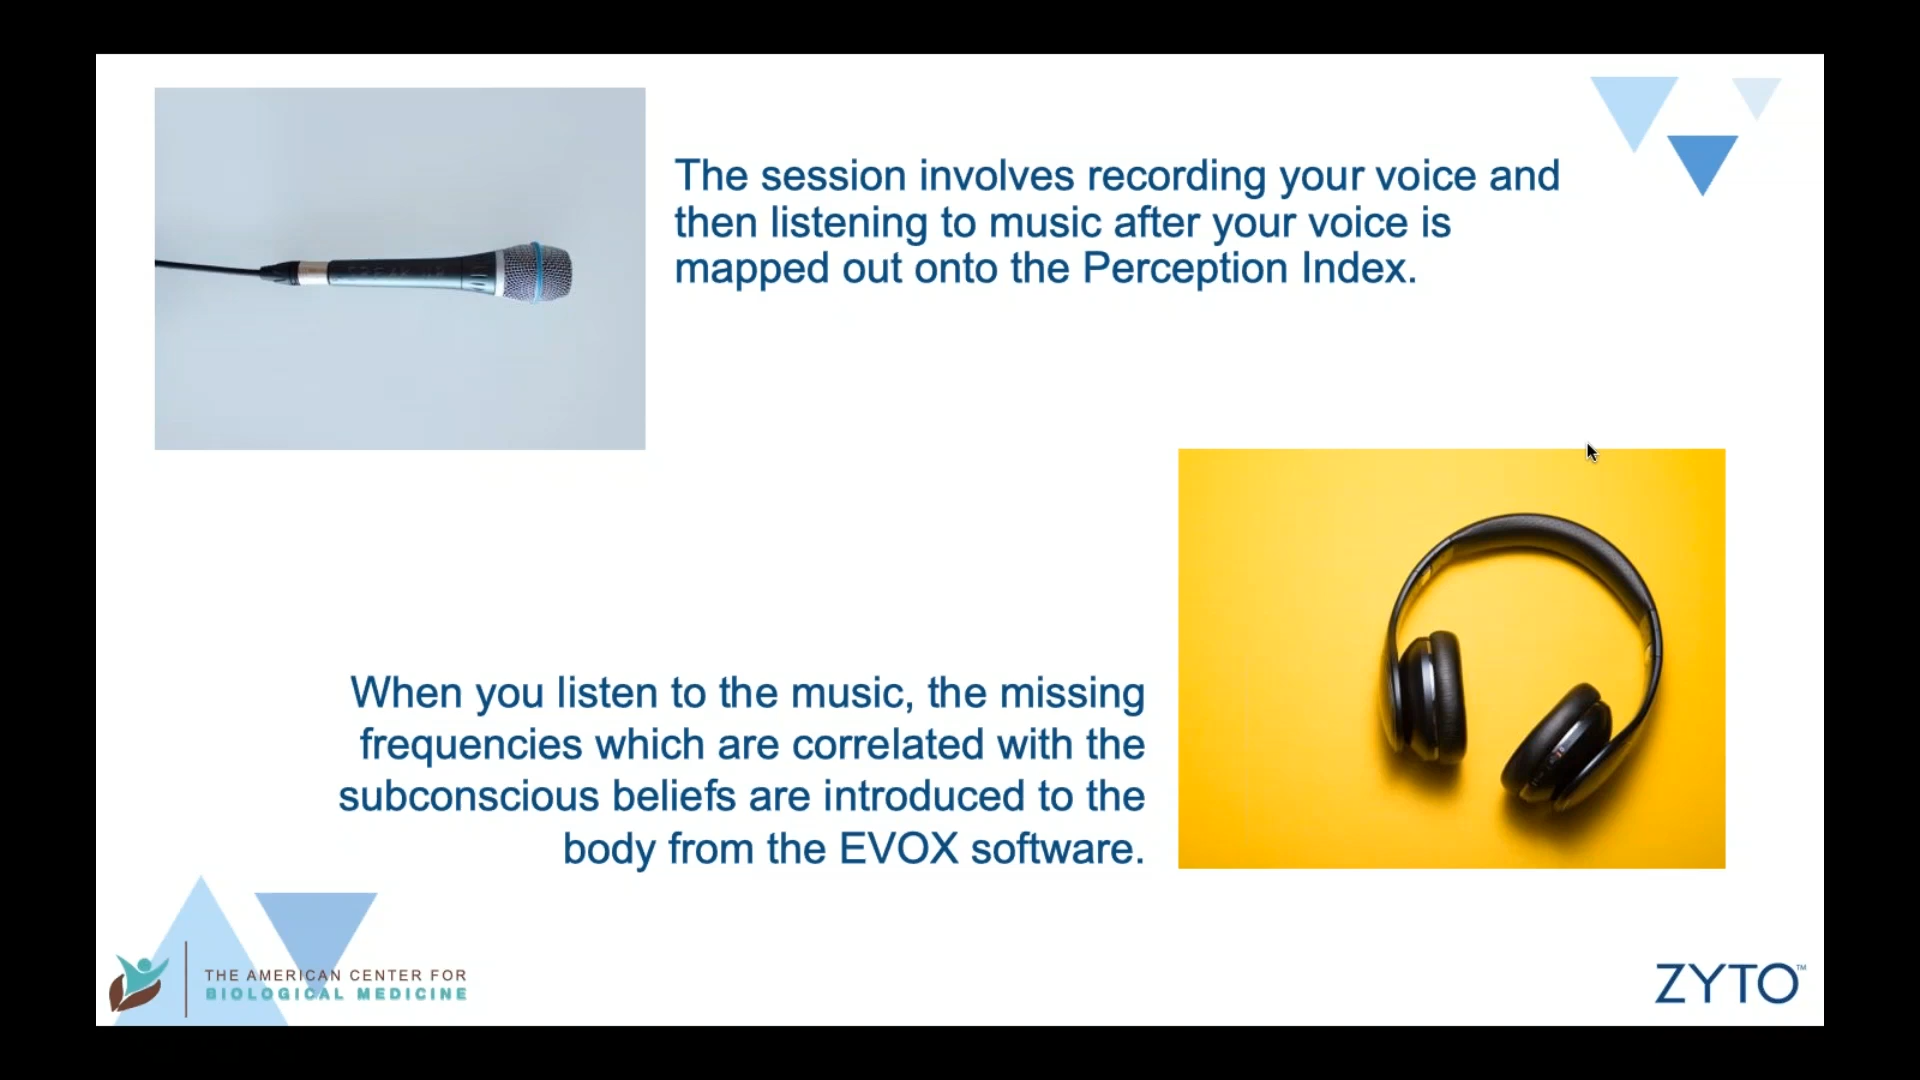 The session involves recording your voice and
then listening to music after your voice is
mapped out onto the Perception Index.
When you listen to the music, the missing
frequencies which are correlated with the
subconscious beliefs are introduced to the
body from the EVOX software.
THE AMERICAN CENTER FOR
BIOLOGICAL MEDICINE
ZYTO™